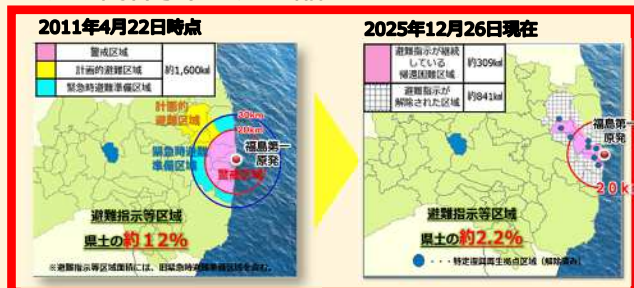 2011年4月22日時点
警戒区域
計画的避難区域
緊急時避難準備区域
約1,600㎢
計画的
避難区域
30km
20km
緊急時避難
準備区域
福島第一
原発
警戒区域
避難指示等区域
県土の約12%
※避難指示等区域面積には、旧緊急時避難準備区域を含む。
2025年12月26日現在
避難指示が継続
している
帰還困難区域
約309㎢
避難指示が
解除された区域
約841㎢
福島第一
原発
20k
避難指示等区域
県土の約2.2%
・・・特定復興再生拠点区域（解除済み）